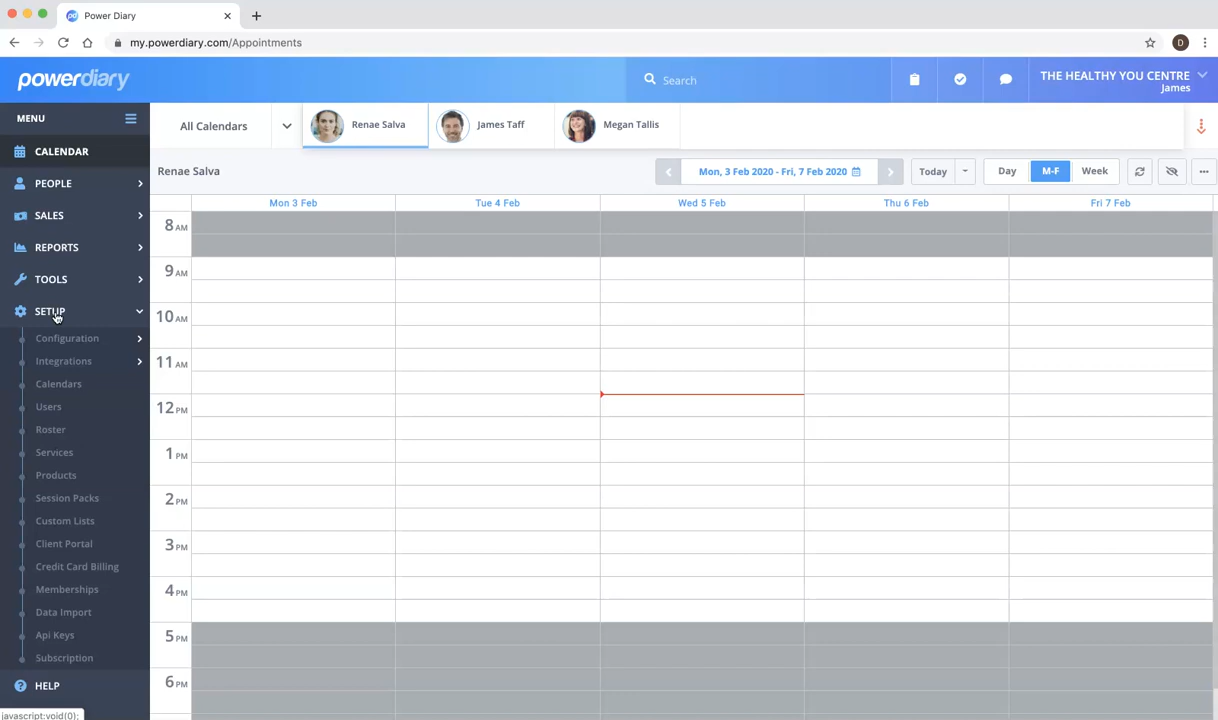 Power Diary
my.powerdiary.com/Appointments
D
powerdiary
Search
THE HEALTHY YOU CENTRE
James
MENU
CALENDAR
PEOPLE
SALES
REPORTS
TOOLS
SETUP
Configuration
Integrations
Calendars
Users
Roster
Services
Products
Session Packs
Custom Lists
Client Portal
Credit Card Billing
Memberships
Data Import
Api Keys
Subscription
HELP
javascript:void(0);
All Calendars
Renae Salva
James Taff
Megan Tallis
Renae Salva
Mon, 3 Feb 2020 - Fri, 7 Feb 2020
Today
Day
M-F
Week
Mon 3 Feb
Tue 4 Feb
Wed 5 Feb
Thu 6 Feb
Fri 7 Feb
8 AM
9 AM
10 AM
11 AM
12 PM
1 PM
2 PM
3 PM
4 PM
5 PM
6 PM